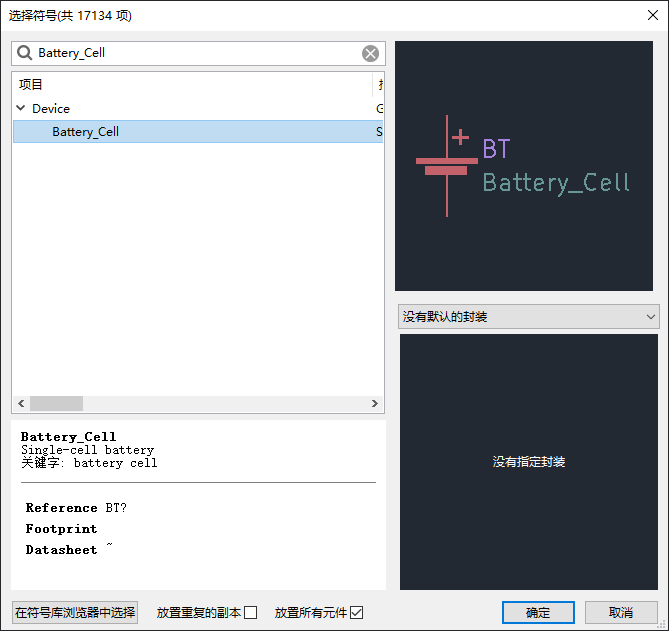 选择符号(共 17134 项)
Battery_Cell
项目
Device
G
Battery_Cell
S
+
BT
Battery_Cell
没有默认的封装
没有指定封装
Battery_Cell
Single-cell battery
关键字: battery cell
Reference BT?
Footprint
Datasheet ~
在符号库浏览器中选择 放置重复的副本 放置所有元件 确定 取消